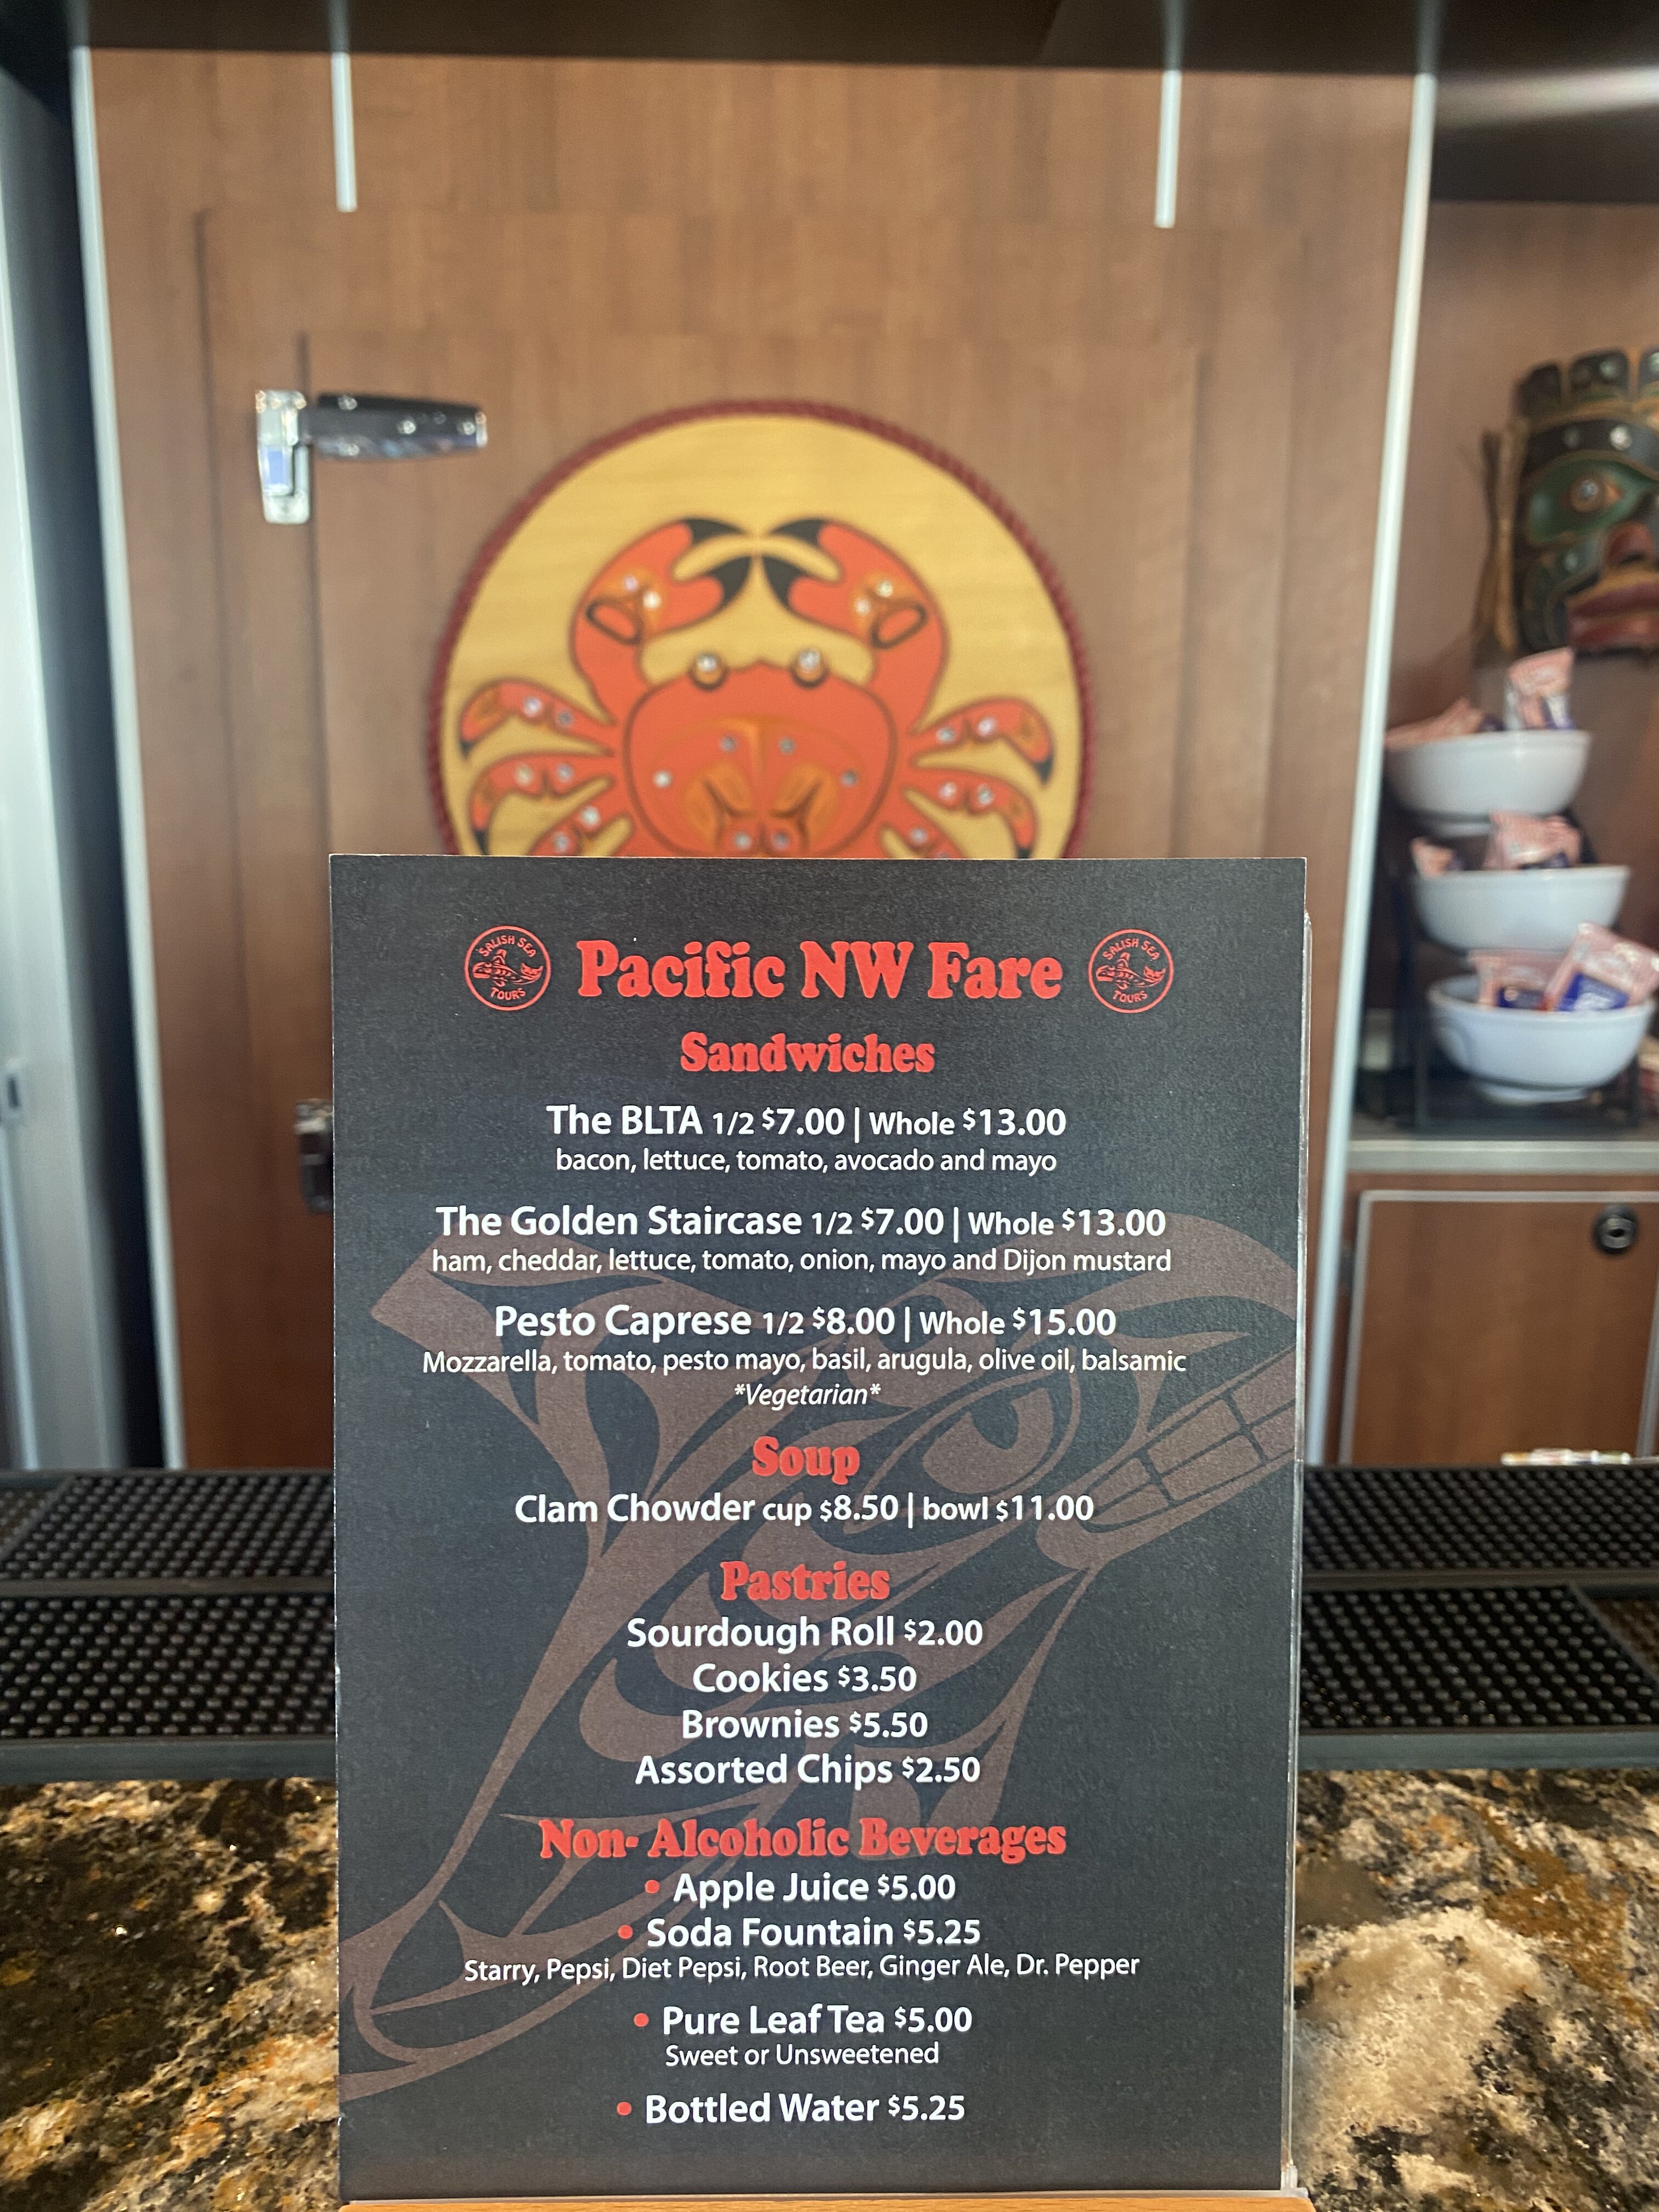 SALISH SEA
TOURS
Pacific NW Fare
SALISH SEA
TOURS
Sandwiches
The BLTA 1/2 $7.00 | Whole $13.00
bacon, lettuce, tomato, avocado and mayo
The Golden Staircase 1/2 $7.00 | Whole $13.00
ham, cheddar, lettuce, tomato, onion, mayo and Dijon mustard
Pesto Caprese 1/2 $8.00 | Whole $15.00
Mozzarella, tomato, pesto mayo, basil, arugula, olive oil, balsamic
*Vegetarian*
Soup
Clam Chowder cup $8.50 | bowl $11.00
Pastries
Sourdough Roll $2.00
Cookies $3.50
Brownies $5.50
Assorted Chips $2.50
Non- Alcoholic Beverages
• Apple Juice $5.00
• Soda Fountain $5.25
Starry, Pepsi, Diet Pepsi, Root Beer, Ginger Ale, Dr. Pepper
• Pure Leaf Tea $5.00
Sweet or Unsweetened
• Bottled Water $5.25